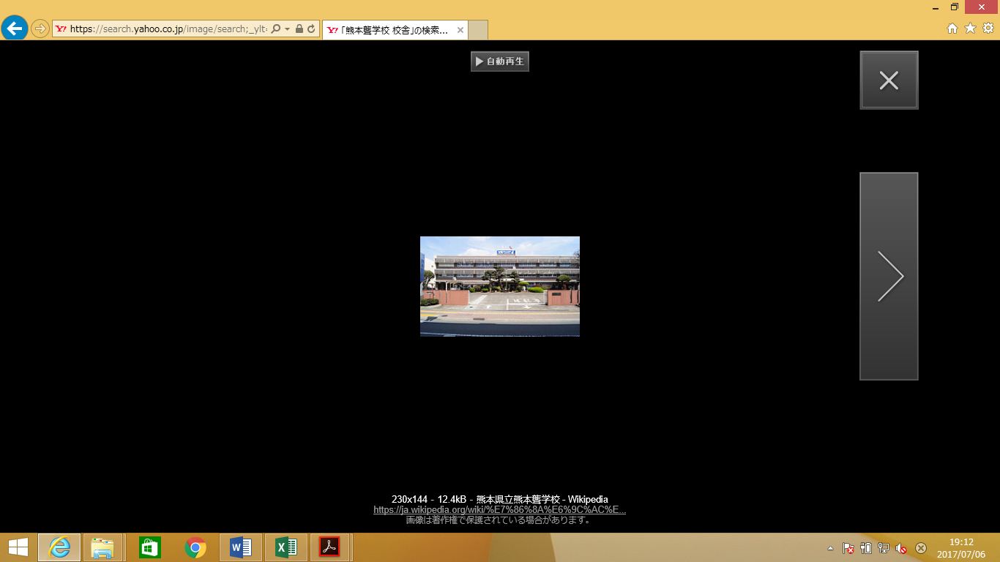 https://search.yahoo.co.jp/image/search;_ylt=
「熊本聾学校 校舎」の検索...
自動再生
230x144 - 12.4kB - 熊本県立熊本聾学校 - Wikipedia
https://ja.wikipedia.org/wiki/%E7%86%8A%E6%9C%AC%E...
画像は著作権で保護されている場合があります。
19:12
2017/07/06